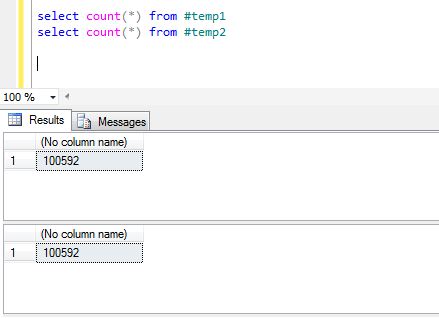 select count(*) from #temp1
select count(*) from #temp2
100 %
Results Messages
(No column name)
1 100592
(No column name)
1 100592